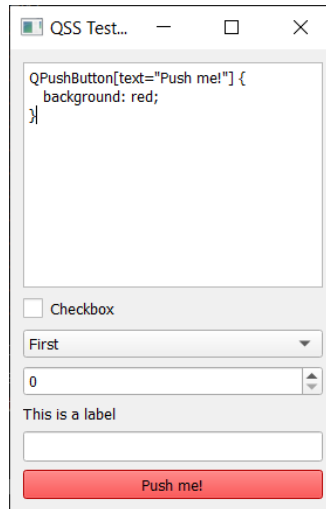 QSS Test...
QPushButton[text="Push me!"] {
   background: red;
}
Checkbox
First
0
This is a label
Push me!